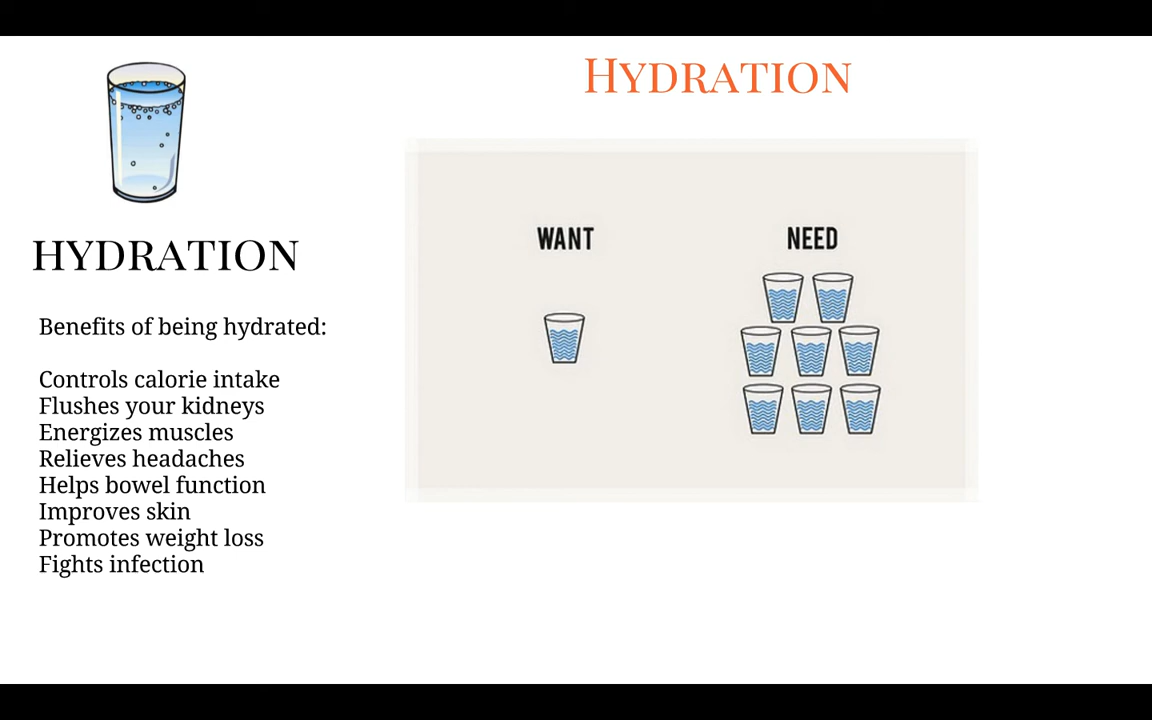 HYDRATION
Benefits of being hydrated:
Controls calorie intake
Flushes your kidneys
Energizes muscles
Relieves headaches
Helps bowel function
Improves skin
Promotes weight loss
Fights infection
HYDRATION
WANT
NEED